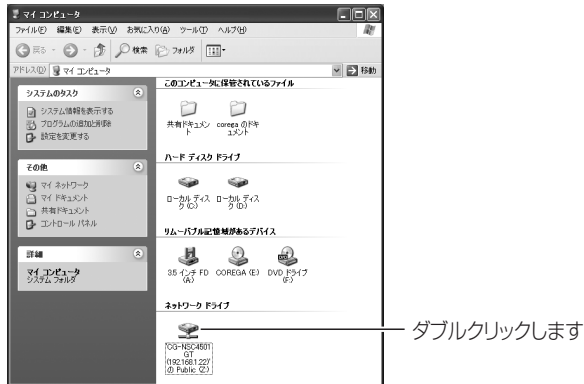 マイ コンピュータ
ファイル(F) 編集(E) 表示(V) お気に入り(A) ツール(T) ヘルプ(H)
戻る 検索 フォルダ
アドレス(D) マイ コンピュータ 移動
システムのタスク
システム情報を表示する
プログラムの追加と削除
設定を変更する
その他
マイ ネットワーク
マイ ドキュメント
共有ドキュメント
コントロール パネル
詳細
マイ コンピュータ
システム フォルダ
このコンピュータに保管されているファイル
共有ドキュメン
ト
corega のドキ
ュメント
ハード ディスク ドライブ
ローカル ディス
ク (C:)
ローカル ディス
ク (D:)
リムーバブル記憶域があるデバイス
3.5 インチ FD
(A:)
COREGA (E:)
DVD ドライブ
(F:)
ネットワーク ドライブ
'CG-NSC4501
GT
(192.168.1.22)'
の Public (Z:)
ダブルクリックします